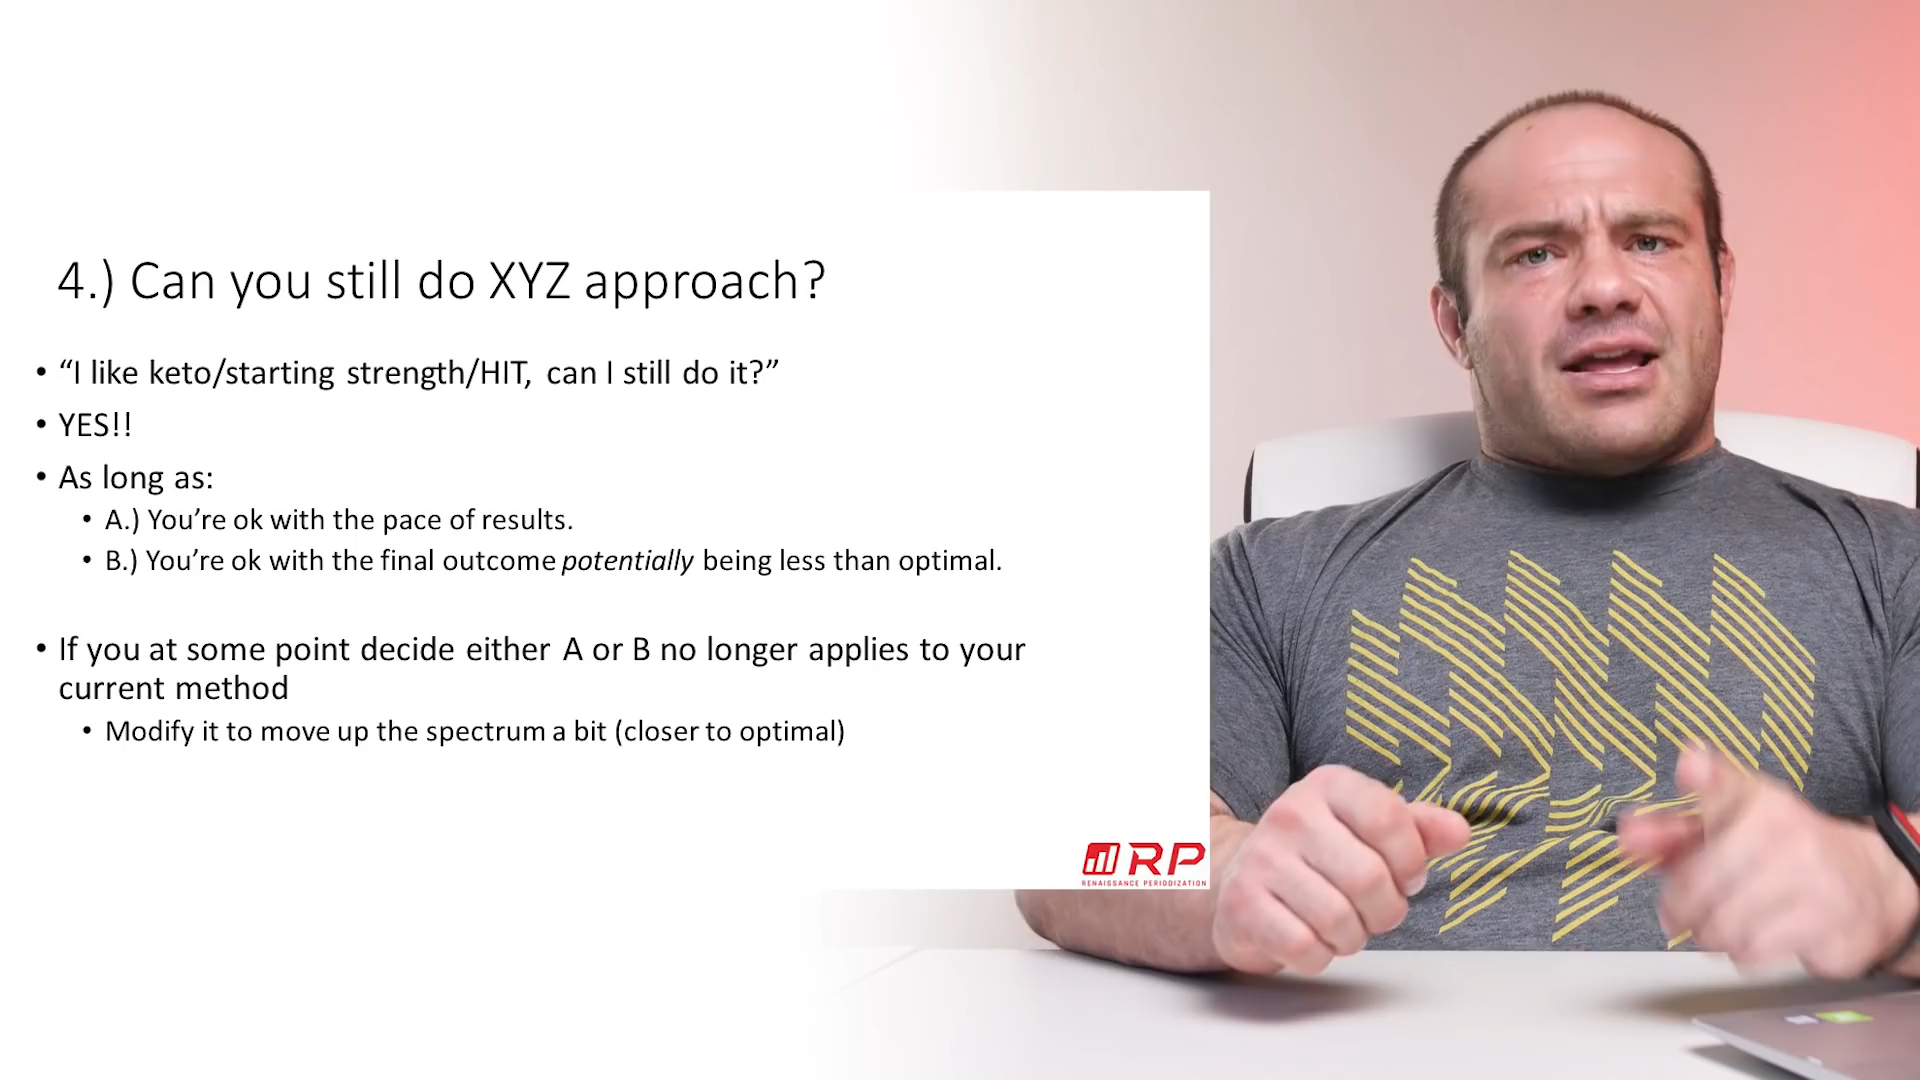 4.) Can you still do XYZ approach?
• “I like keto/starting strength/HIT, can I still do it?”
• YES!!
• As long as:
• A.) You’re ok with the pace of results.
• B.) You’re ok with the final outcome potentially being less than optimal.
• If you at some point decide either A or B no longer applies to your
current method
• Modify it to move up the spectrum a bit (closer to optimal)
RP
RENAISSANCE PERIODIZATION